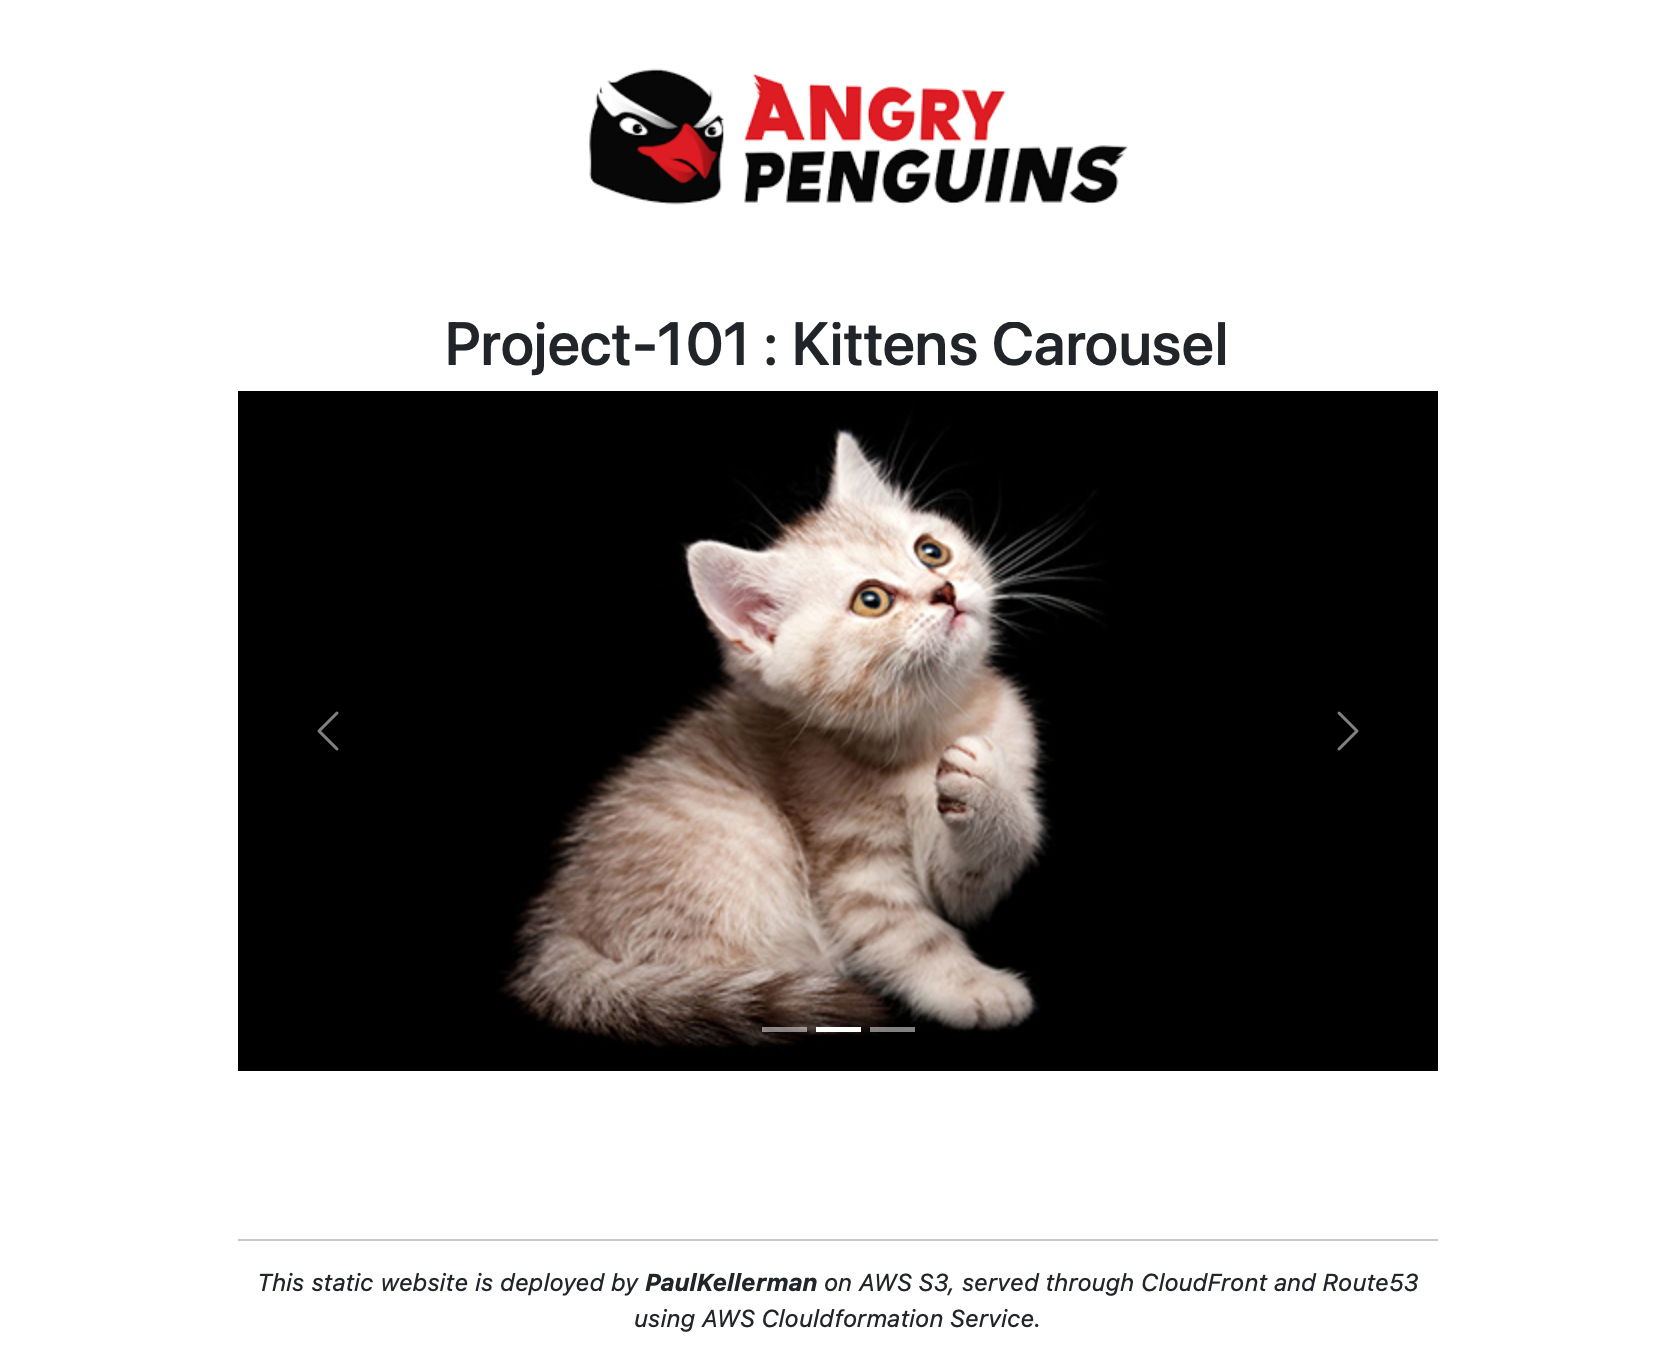 ANGRY
PENGUINS
Project-101 : Kittens Carousel
This static website is deployed by PaulKellerman on AWS S3, served through CloudFront and Route53
using AWS Clouldformation Service.